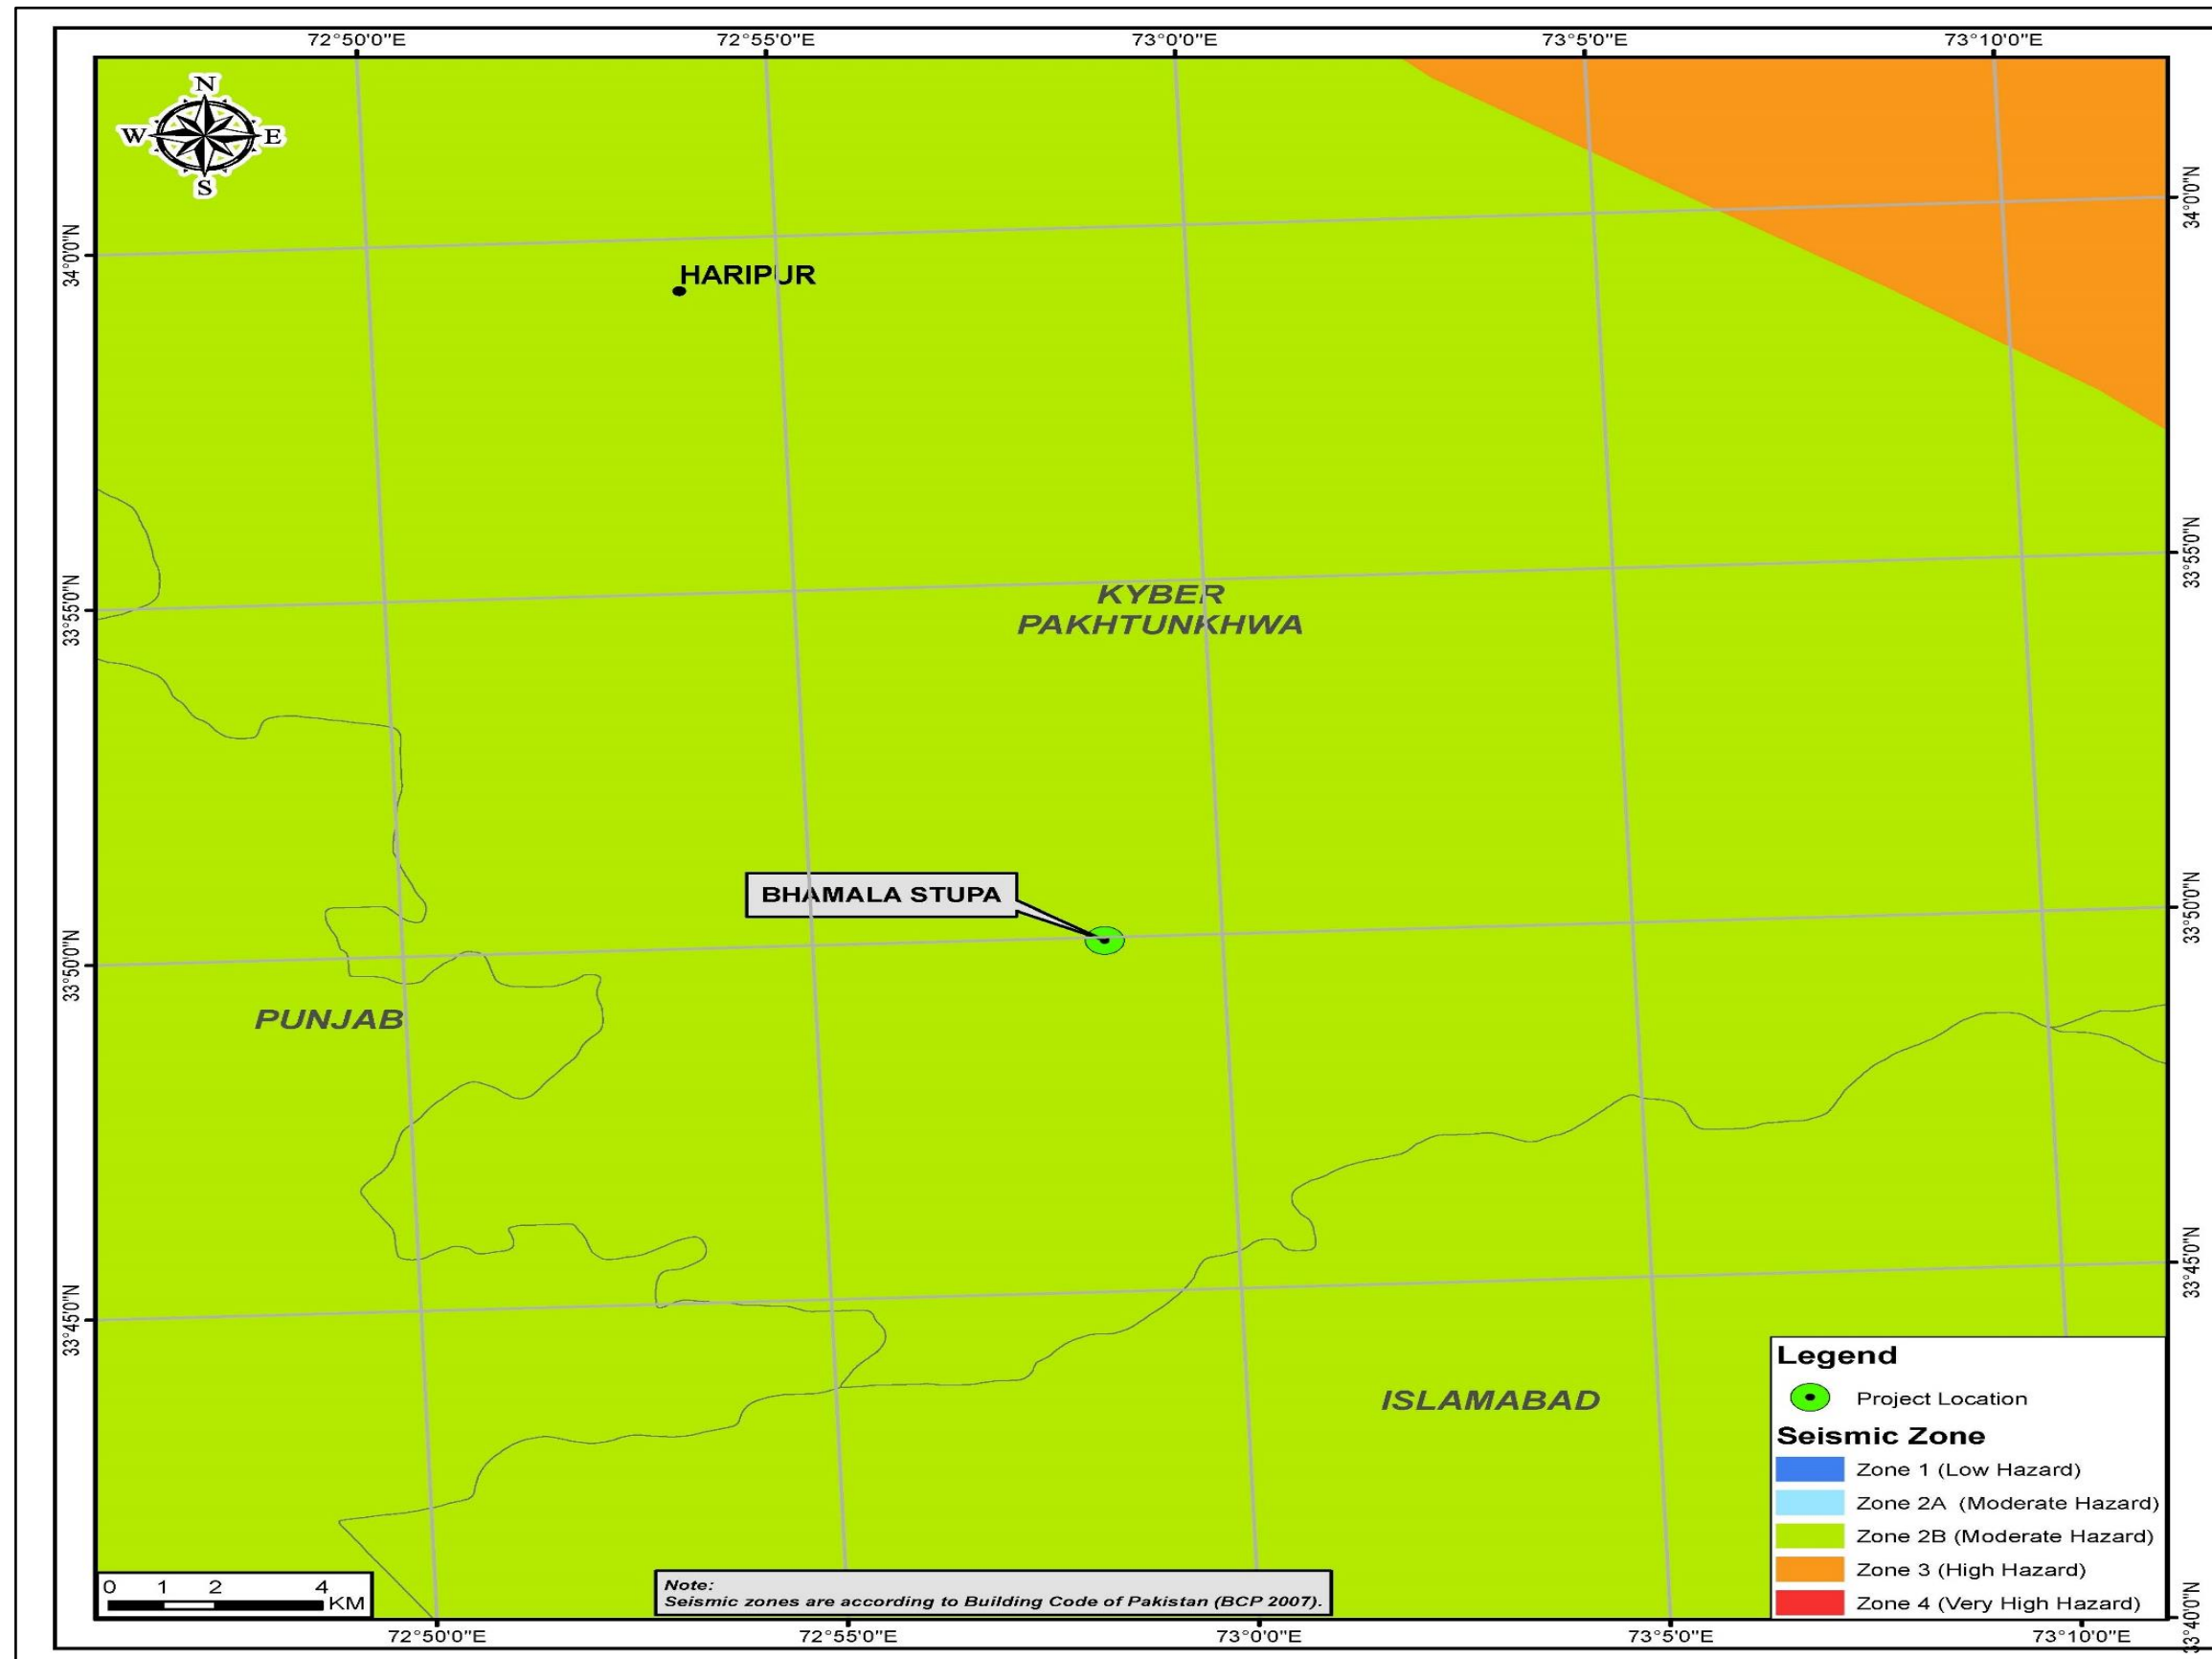 72°50'0"E
72°55'0"E
73°0'0"E
73°5'0"E
73°10'0"E
N
W
E
S
34°0'0"N
34°0'0"N
HARIPUR
33°55'0"N
33°55'0"N
KYBER
PAKHTUNKHWA
BHAMALA STUPA
33°50'0"N
33°50'0"N
PUNJAB
33°45'0"N
33°45'0"N
ISLAMABAD
Legend
Project Location
Seismic Zone
Zone 1 (Low Hazard)
Zone 2A (Moderate Hazard)
Zone 2B (Moderate Hazard)
Zone 3 (High Hazard)
Zone 4 (Very High Hazard)
0 1 2 4
KM
Note:
Seismic zones are according to Building Code of Pakistan (BCP 2007).
33°40'0"N
72°50'0"E
72°55'0"E
73°0'0"E
73°5'0"E
73°10'0"E